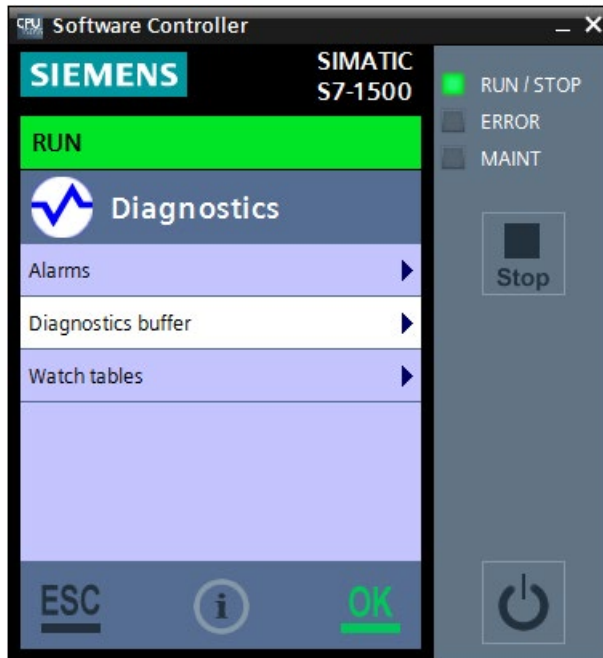 CPU
Software Controller
SIEMENS
SIMATIC
S7-1500
RUN / STOP
ERROR
MAINT
RUN
Diagnostics
Alarms
Diagnostics buffer
Watch tables
Stop
ESC
i
OK